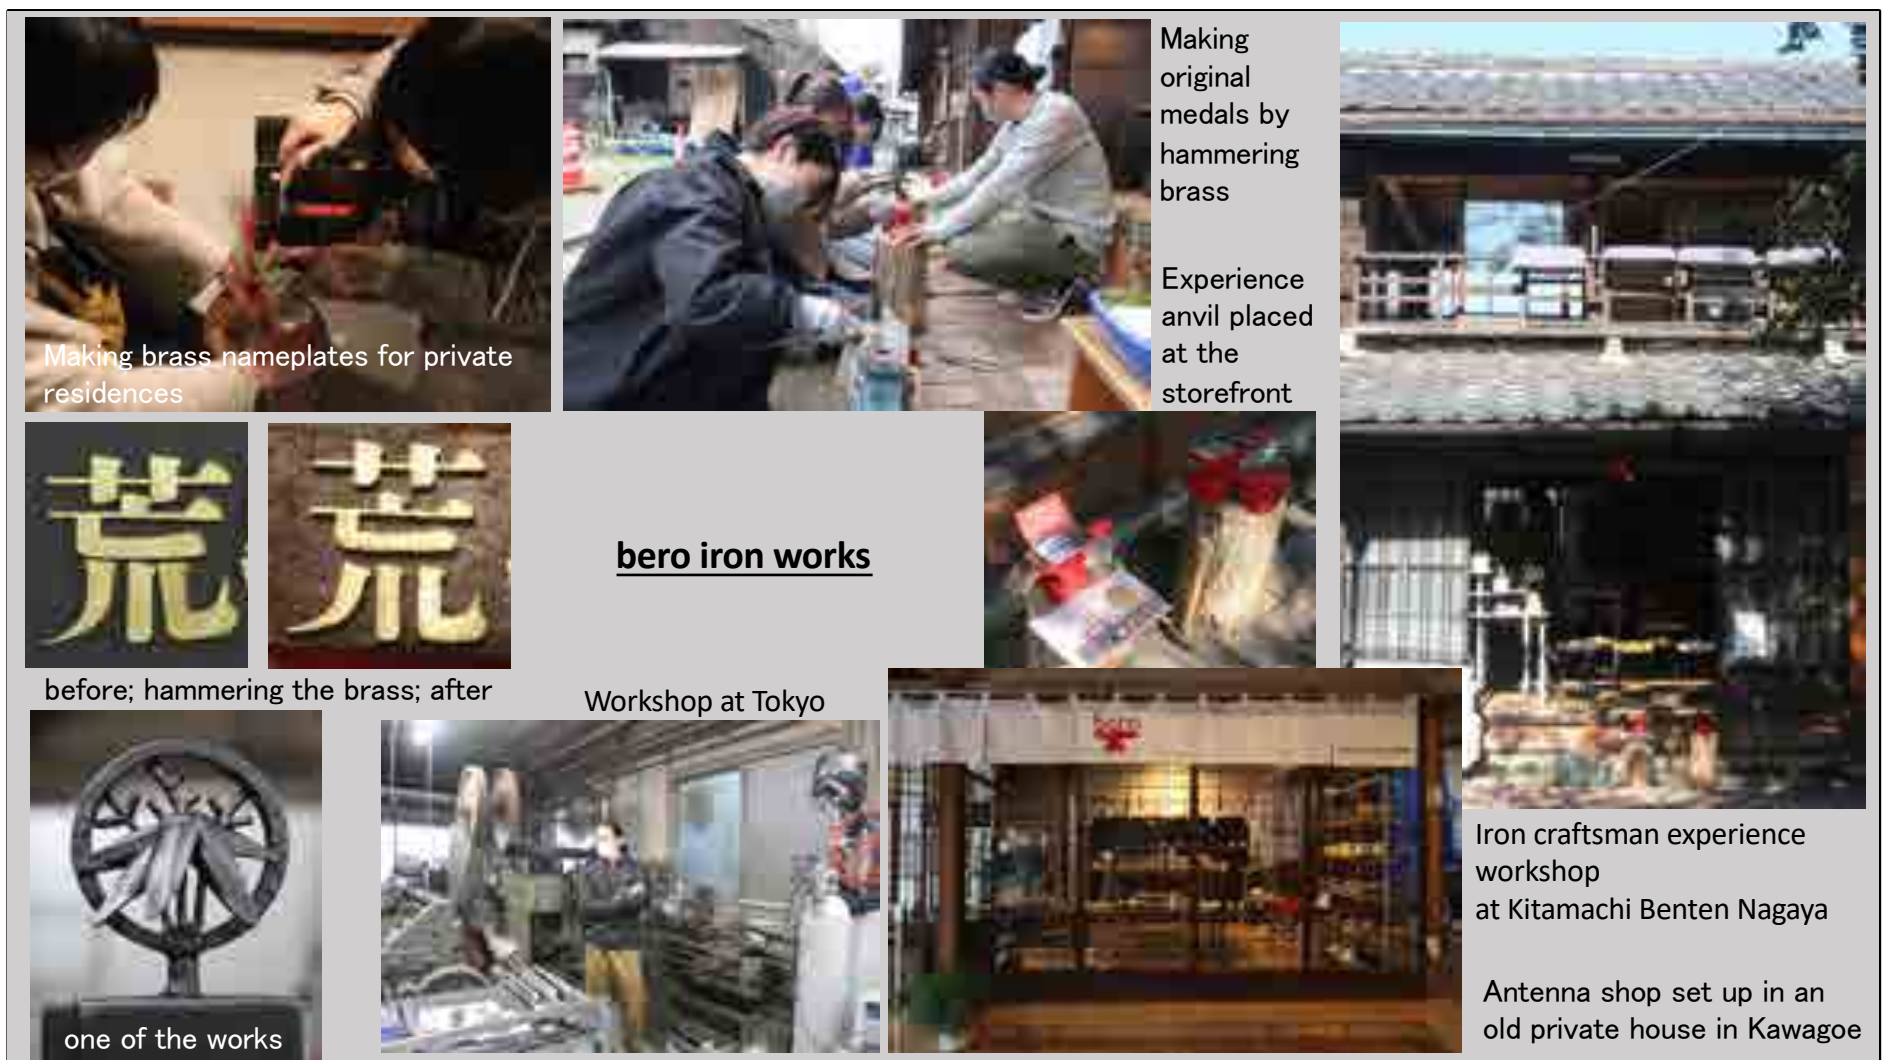 Making
original
medals by
hammering
brass
Experience
anvil placed
at the
storefront
Making brass nameplates for private
residences
荒
荒
before; hammering the brass; after
bero iron works
Workshop at Tokyo
bero
one of the works
Iron craftsman experience
workshop
at Kitamachi Benten Nagaya
Antenna shop set up in an
old private house in Kawagoe